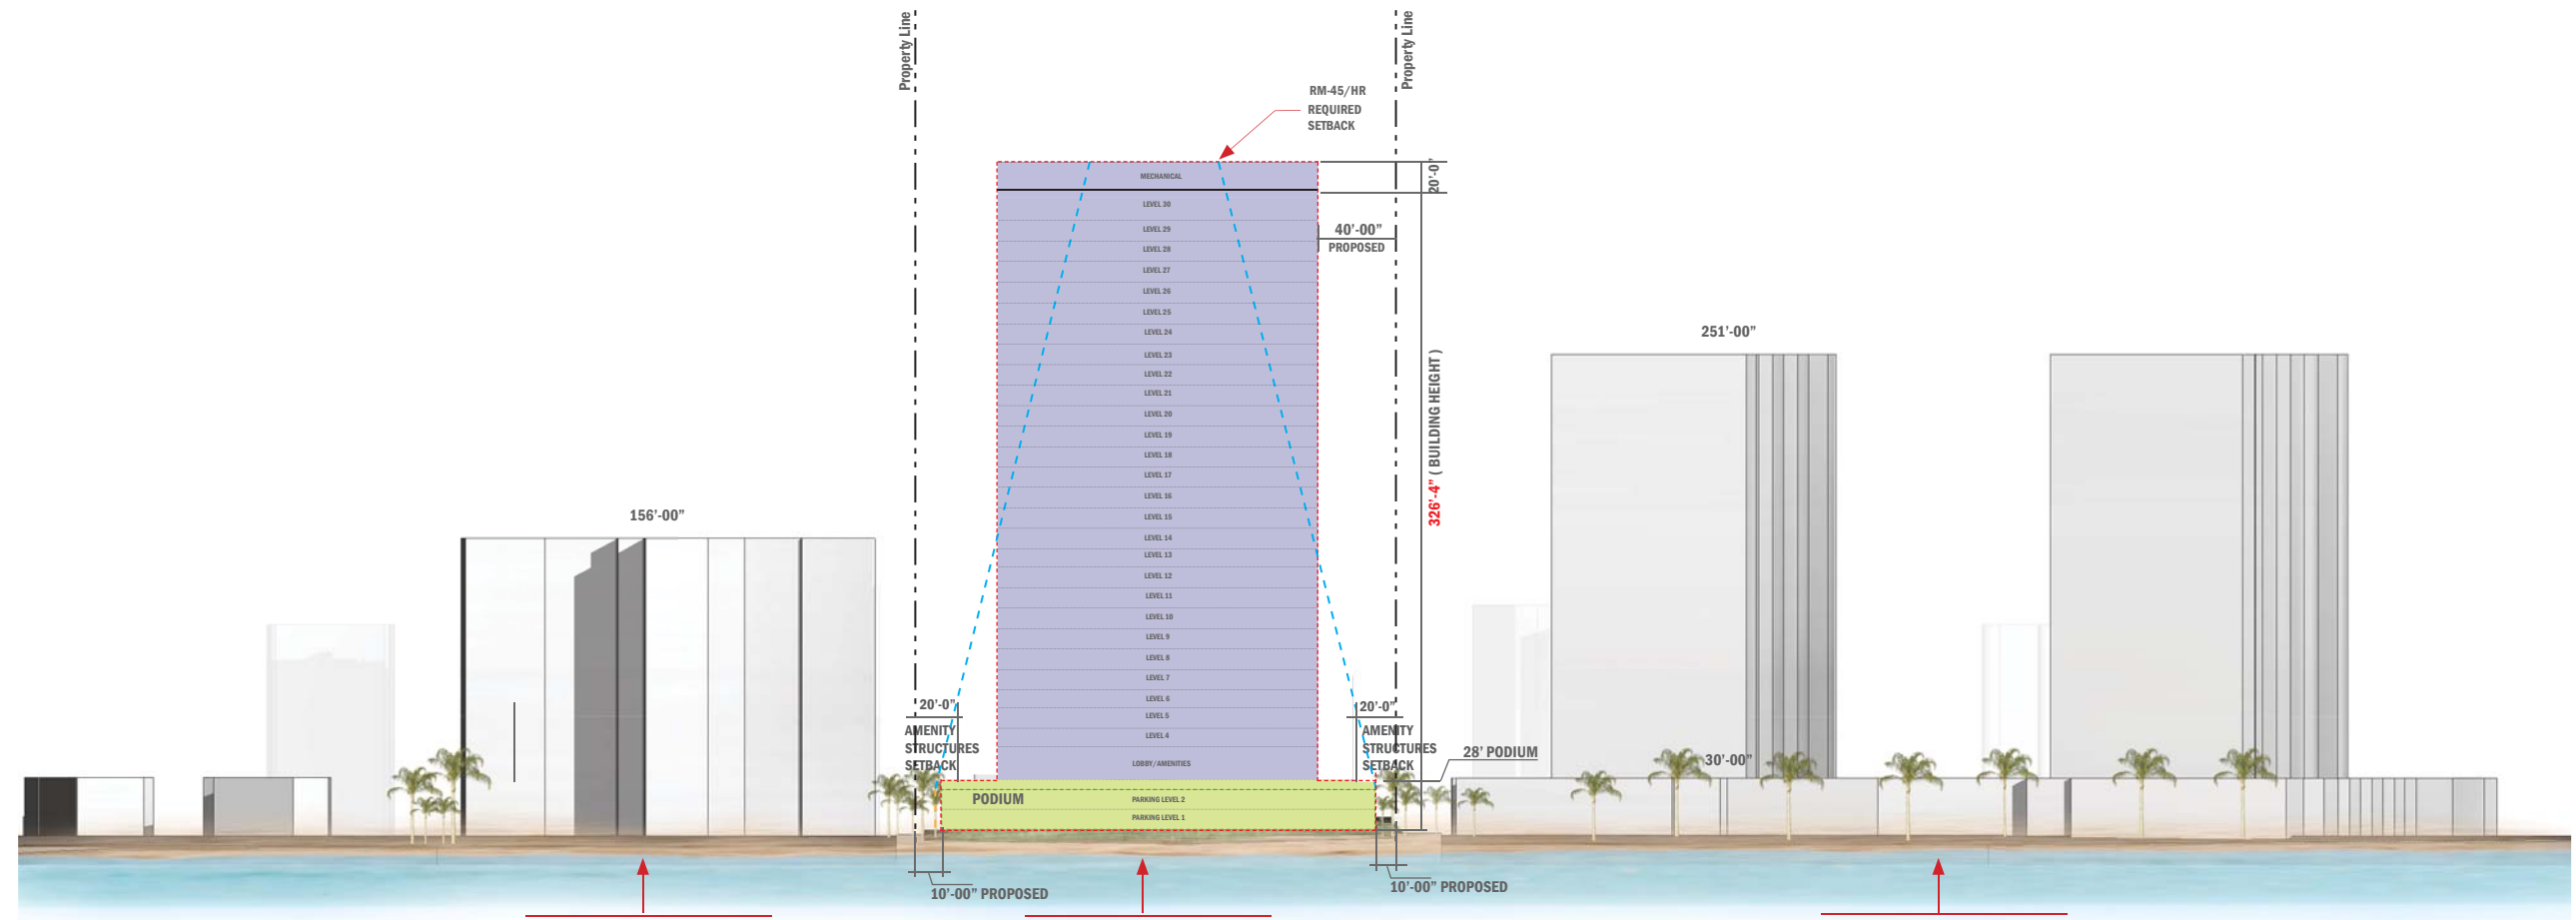 Property Line
Property Line
RM-45/HR
REQUIRED
SETBACK
20'-0"
MECHANICAL
LEVEL 30
LEVEL 29
40'-00"
PROPOSED
LEVEL 28
LEVEL 27
LEVEL 26
LEVEL 25
LEVEL 24
251'-00"
LEVEL 23
LEVEL 22
LEVEL 21
LEVEL 20
LEVEL 19
326'-4" ( BUILDING HEIGHT )
LEVEL 18
LEVEL 17
LEVEL 16
156'-00"
LEVEL 15
LEVEL 14
LEVEL 13
LEVEL 12
LEVEL 11
LEVEL 10
LEVEL 9
LEVEL 8
LEVEL 7
LEVEL 6
20'-0"
20'-0"
LEVEL 5
AMENITY
STRUCTURES
SETBACK
AMENITY
STRUCTURES
SETBACK
LEVEL 4
28' PODIUM
30'-00"
LOBBY/AMENITIES
PODIUM
PARKING LEVEL 2
PARKING LEVEL 1
10'-00" PROPOSED
10'-00" PROPOSED